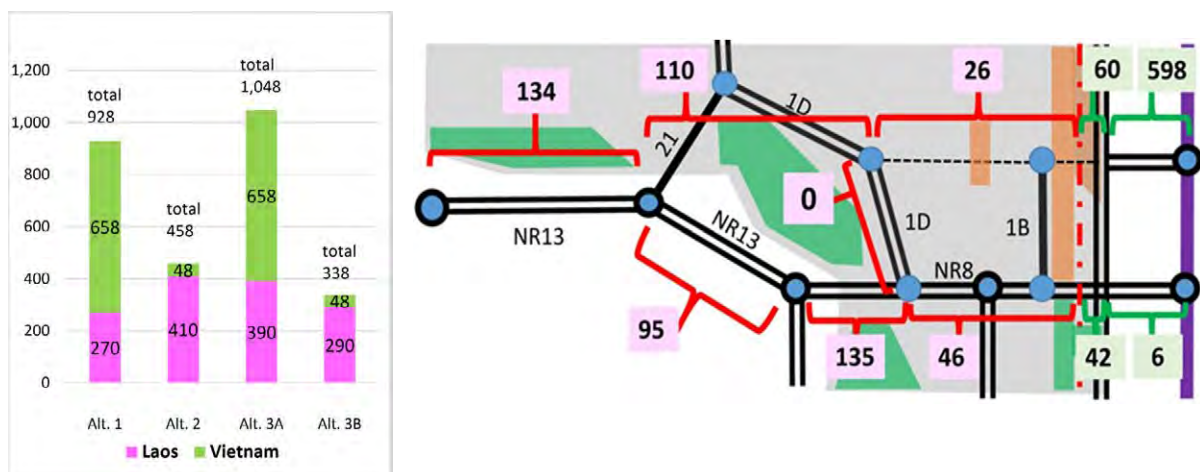 total
1,048
1,200
total
928
1,000
total
458
800
658
658
total
338
600
400
48
48
200
410
390
270
290
0
Alt. 1
Alt. 2
Alt. 3A
Alt. 3B
Laos
Vietnam
134
110
26
60
598
1D
21
0
1D
1B
NR13
NR13
NR8
95
135
46
42
6